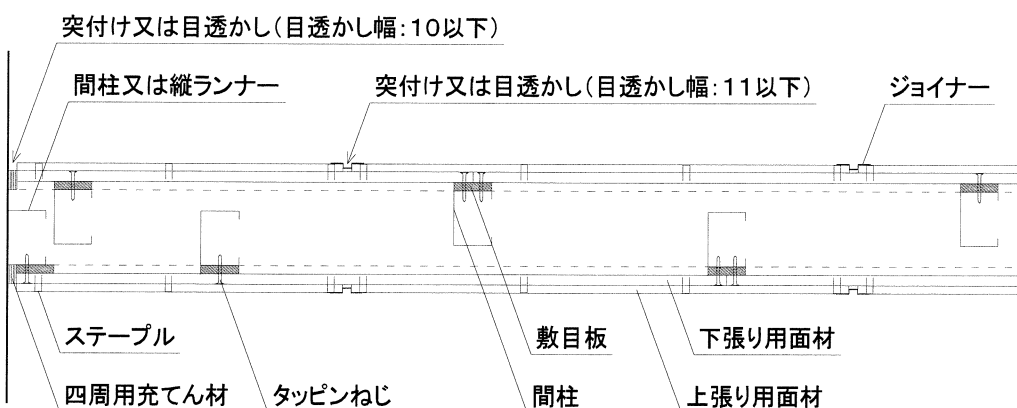 突付け又は目透かし(目透かし幅:10以下)
間柱又は縦ランナー
突付け又は目透かし(目透かし幅:11以下)
ジョイナー
ステープル
敷目板
下張り用面材
四周用充てん材
タッピンねじ
間柱
上張り用面材